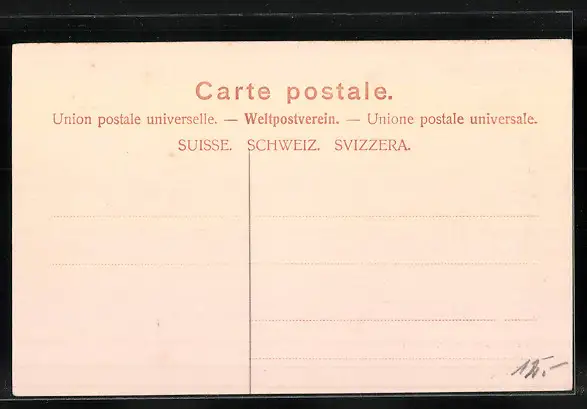 Carte postale.
Union postale universelle. — Weltpostverein. — Unione postale universale.
SUISSE. SCHWEIZ. SVIZZERA.